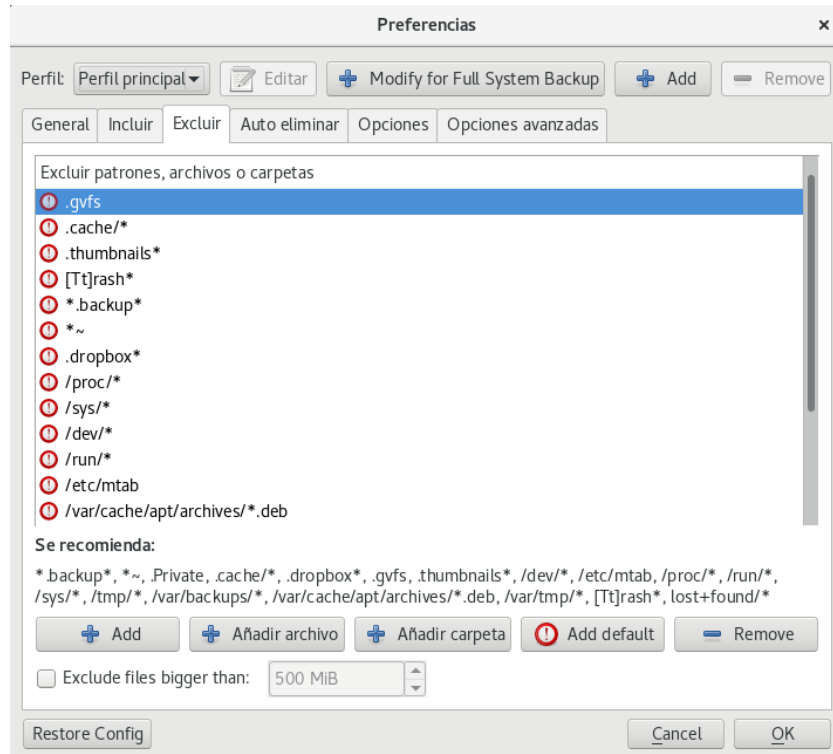 Preferencias ×
Perfil: Perfil principal Editar Modify for Full System Backup Add Remove
General Incluir Excluir Auto eliminar Opciones Opciones avanzadas
Excluir patrones, archivos o carpetas
.gvfs
.cache/*
.thumbnails*
[Tt]rash*
*.backup*
*~
.dropbox*
/proc/*
/sys/*
/dev/*
/run/*
/etc/mtab
/var/cache/apt/archives/*.deb
Se recomienda:
*.backup*, *~, .Private, .cache/*, .dropbox*, .gvfs, .thumbnails*, /dev/*, /etc/mtab, /proc/*, /run/*,
/sys/*, /tmp/*, /var/backups/*, /var/cache/apt/archives/*.deb, /var/tmp/*, [Tt]rash*, lost+found/*
Add Añadir archivo Añadir carpeta Add default Remove
Exclude files bigger than: 500 MiB
Restore Config Cancel OK